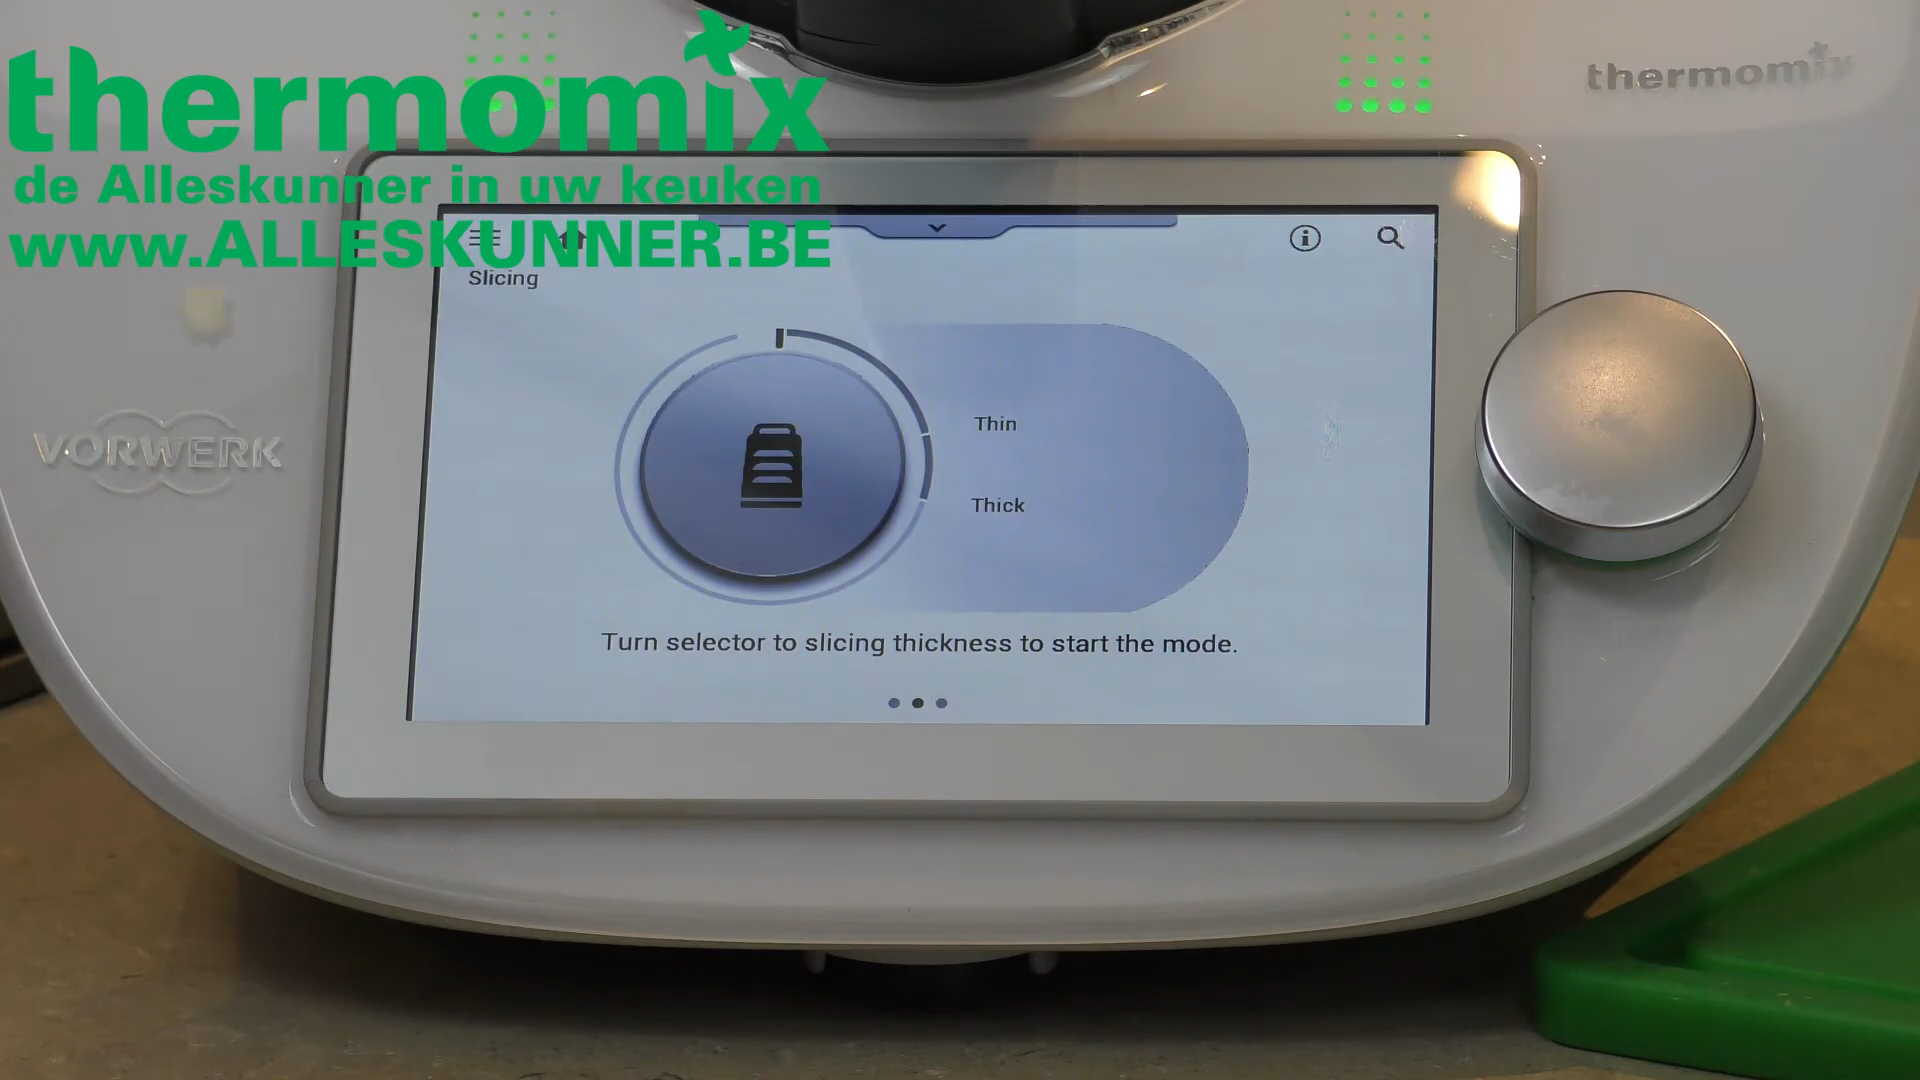 thermomix
de Alleskunner in uw keuken
www.ALLESKUNNER.BE
thermomix
VORWERK
Slicing
Thin
Thick
Turn selector to slicing thickness to start the mode.